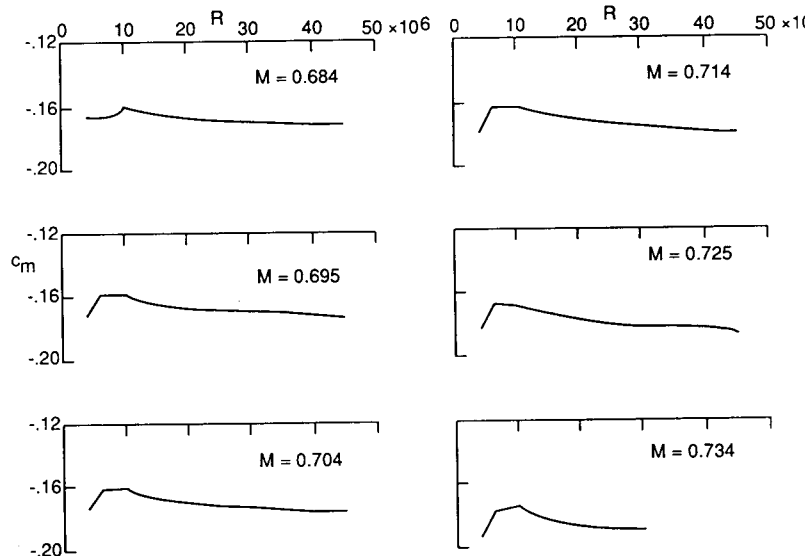 R
0 10 20 30 40 50 ×10⁶
-.12
-.16
-.20
M = 0.684
R
0 10 20 30 40
M = 0.714
-.12
cm
-.16
-.20
M = 0.695
M = 0.725
-.12
-.16
-.20
M = 0.704
M = 0.734